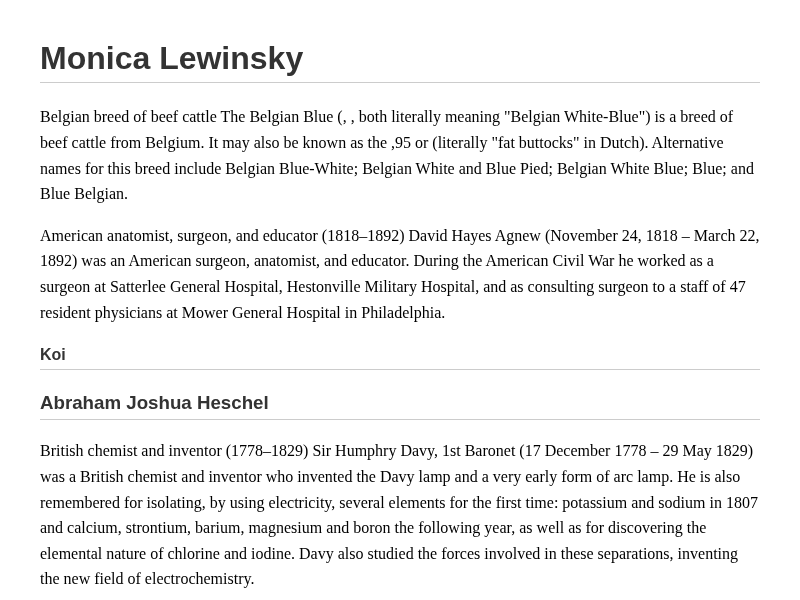 Monica Lewinsky
Belgian breed of beef cattle The Belgian Blue (, , both literally meaning "Belgian White-Blue") is a breed of
beef cattle from Belgium. It may also be known as the ,95 or (literally "fat buttocks" in Dutch). Alternative
names for this breed include Belgian Blue-White; Belgian White and Blue Pied; Belgian White Blue; Blue; and
Blue Belgian.
American anatomist, surgeon, and educator (1818–1892) David Hayes Agnew (November 24, 1818 – March 22,
1892) was an American surgeon, anatomist, and educator. During the American Civil War he worked as a
surgeon at Satterlee General Hospital, Hestonville Military Hospital, and as consulting surgeon to a staff of 47
resident physicians at Mower General Hospital in Philadelphia.
Koi
Abraham Joshua Heschel
British chemist and inventor (1778–1829) Sir Humphry Davy, 1st Baronet (17 December 1778 – 29 May 1829)
was a British chemist and inventor who invented the Davy lamp and a very early form of arc lamp. He is also
remembered for isolating, by using electricity, several elements for the first time: potassium and sodium in 1807
and calcium, strontium, barium, magnesium and boron the following year, as well as for discovering the
elemental nature of chlorine and iodine. Davy also studied the forces involved in these separations, inventing
the new field of electrochemistry.